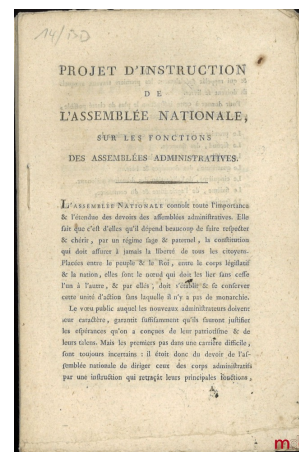 14/BD
PROJET D'INSTRUCTION
DE
L'ASSEMBLÉE NATIONALE,
SUR LES FONCTIONS
DES ASSEMBLÉES ADMINISTRATIVES.
L'ASSEMBLÉE NATIONALE connoît toute l'importance
& l'étendue des devoirs des assemblées administratives. Elle
sait que c'est d'elles qu'il dépend beaucoup de faire respecter
& chérir, par un régime sage & paternel, la constitution
qui doit assurer à jamais la liberté de tous les citoyens.
Placées entre le peuple & le Roi, entre le corps législatif
& la nation, elles sont le nœud qui doit les lier sans cesse
l'un à l'autre, & par elles, doit s'établir & se conserver
cette unité d'action sans laquelle il n'y a pas de monarchie.
Le vœu public auquel les nouveaux administrateurs doivent
leur caractère, garantit suffisamment qu'ils sauront justifier
les espérances qu'on a conçues de leur patriotisme & de
leurs talens. Mais les premiers pas dans une carrière difficile,
sont toujours incertains : il étoit donc du devoir de l'as-
semblée nationale de diriger ceux des corps administratifs
par une instruction qui retraçât leurs principales fonctions,
A
m